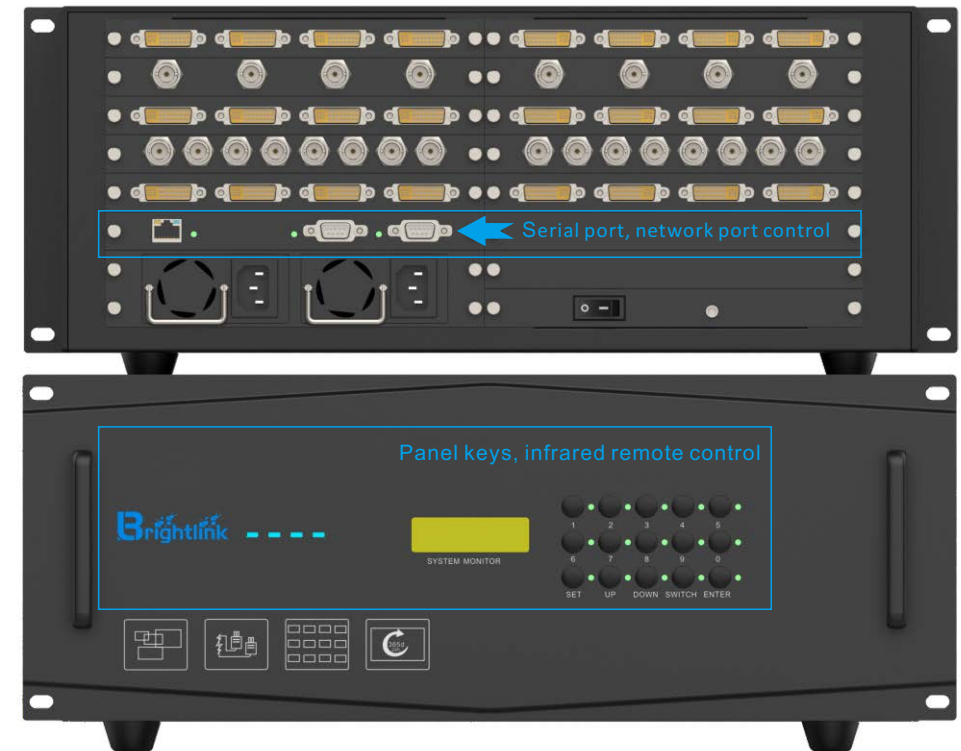 Serial port, network port control
Panel keys, infrared remote control
Brightlink
SYSTEM MONITOR
1 2 3 4 5
6 7 8 9 0
SET UP DOWN SWITCH ENTER
365d